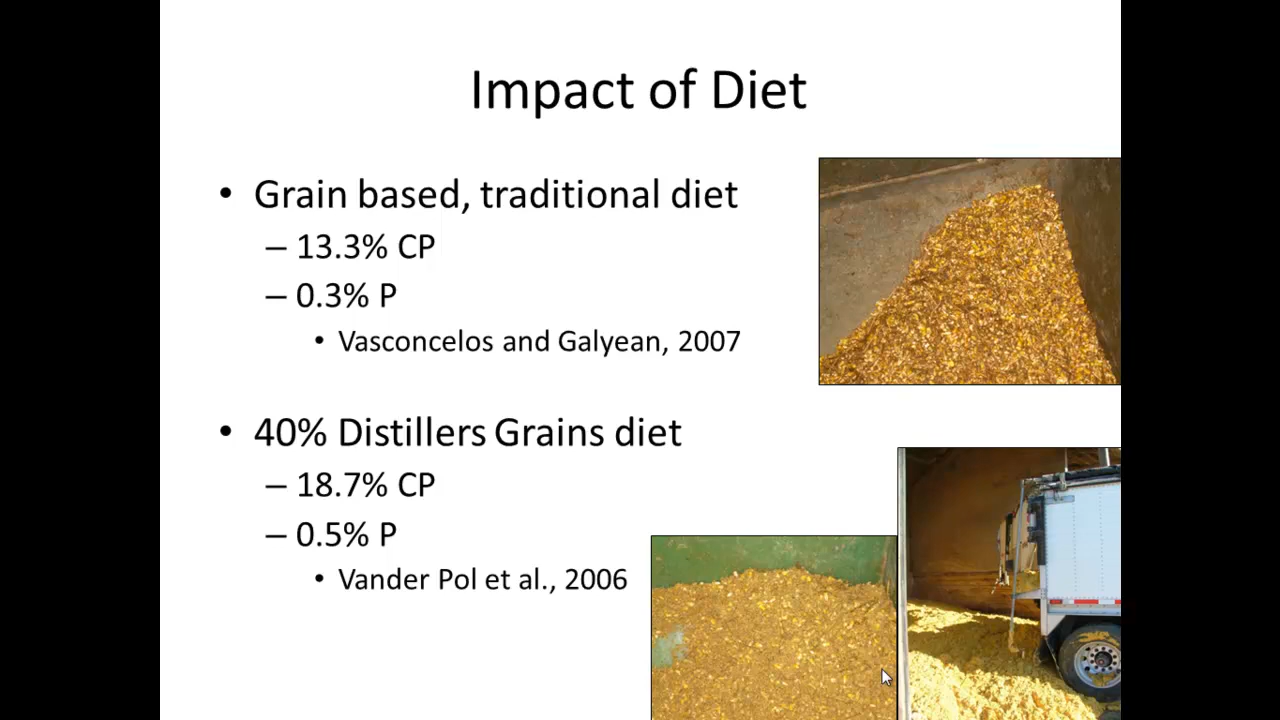 Impact of Diet
• Grain based, traditional diet
– 13.3% CP
– 0.3% P
• Vasconcelos and Galyean, 2007
• 40% Distillers Grains diet
– 18.7% CP
– 0.5% P
• Vander Pol et al., 2006